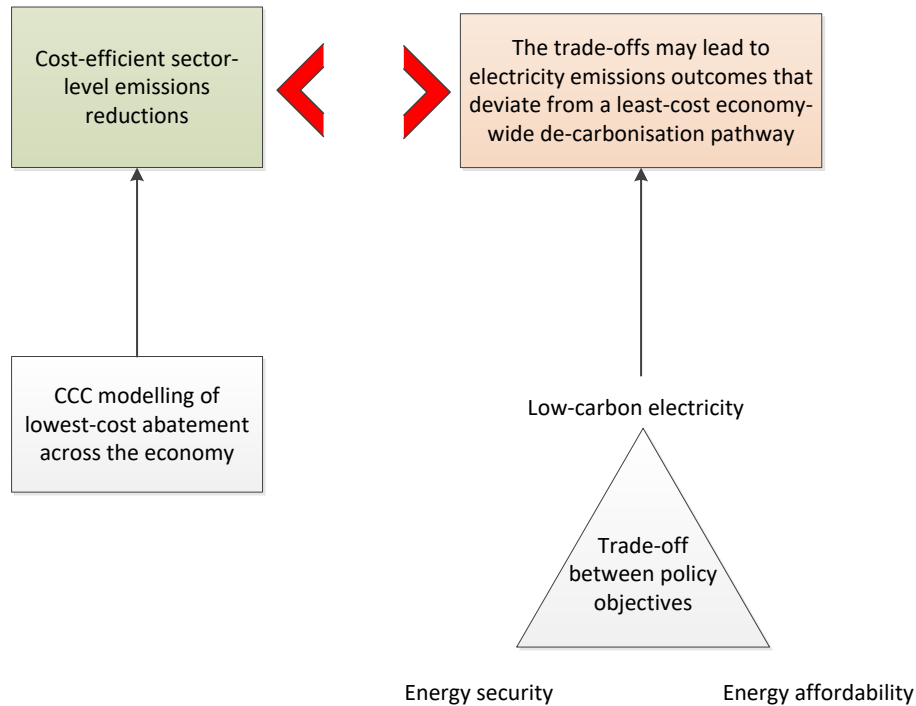 Cost-efficient sector-
level emissions
reductions
The trade-offs may lead to
electricity emissions outcomes that
deviate from a least-cost economy-
wide de-carbonisation pathway
CCC modelling of
lowest-cost abatement
across the economy
Low-carbon electricity
Trade-off
between policy
objectives
Energy security
Energy affordability